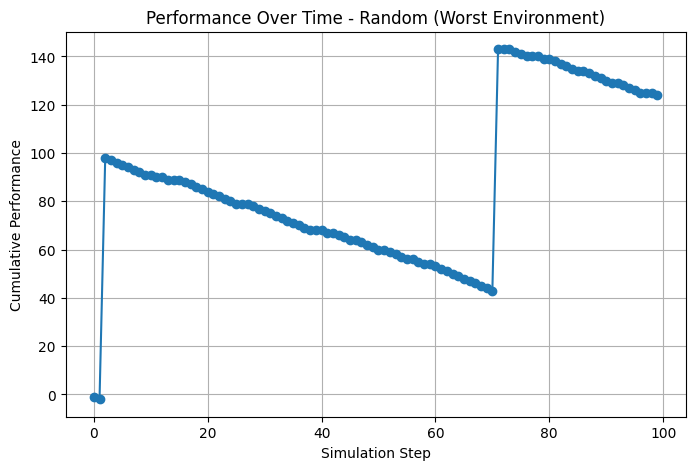 Performance Over Time - Random (Worst Environment)
140
120
100
80
60
40
20
0
Cumulative Performance
0 20 40 60 80 100
Simulation Step